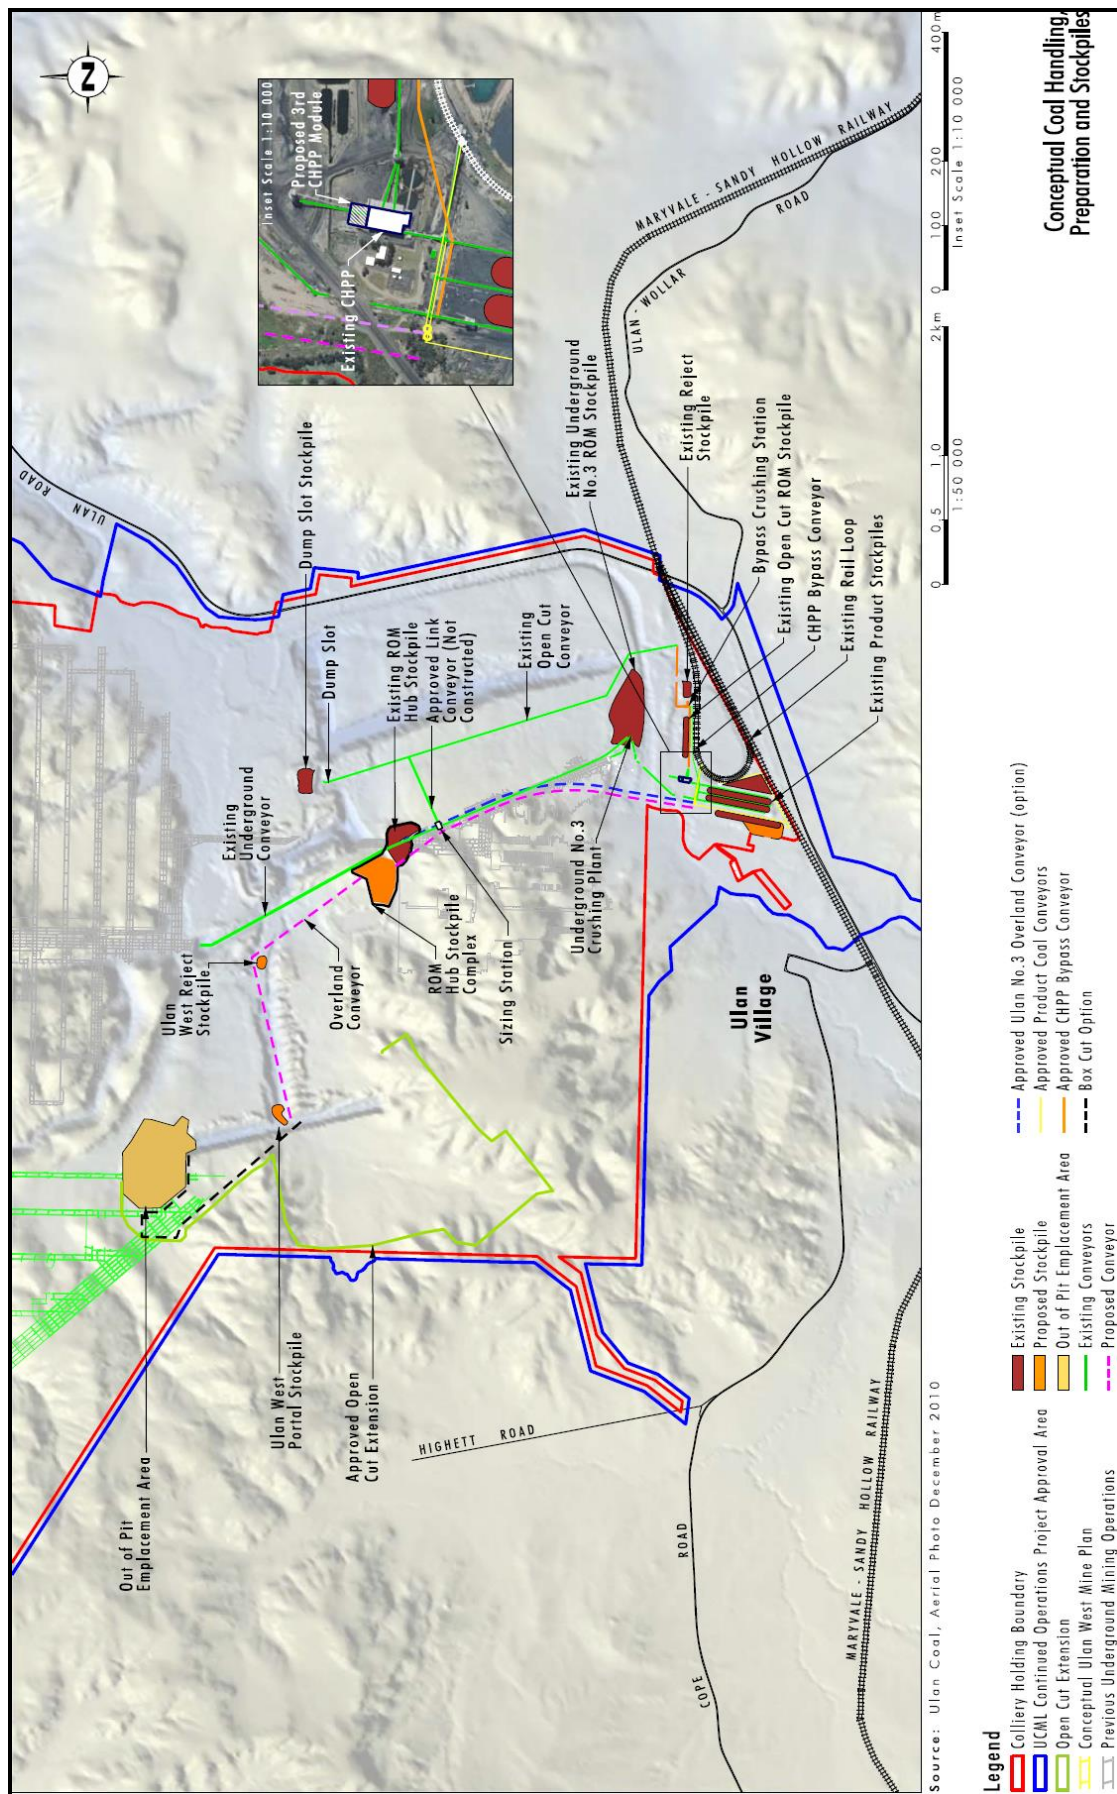 Conceptual Coal Handling,
Preparation and Stockpiles
N
Inset Scale 1:10 000
Proposed 3rd
CHPP Module
Existing CHPP
ULAN
ROAD
Dump Slot Stockpile
Dump Slot
Existing
Underground
Conveyor
Existing ROM
Hub Stockpile
Approved Link
Conveyor (Not
Constructed)
Existing
Open Cut
Conveyor
Existing Underground
No.3 ROM Stockpile
Existing Reject
Stockpile
Bypass Crushing Station
Existing Open Cut ROM Stockpile
CHPP Bypass Conveyor
Existing Rail Loop
Existing Product Stockpiles
MARYVALE - SANDY HOLLOW RAILWAY
ULAN - WOLLAR
ROAD
Ulan
West Reject
Stockpile
Overland
Conveyor
ROM
Hub Stockpile
Complex
Sizing Station
Underground No.3
Crushing Plant
Ulan
Village
Out of Pit
Emplacement Area
Ulan West
Portal Stockpile
Approved Open
Cut Extension
HIGHETT ROAD
COPE
ROAD
MARYVALE - SANDY HOLLOW RAILWAY
Source: Ulan Coal, Aerial Photo December 2010
0 0.5 1.0 2km
1:50 000
0 100 200 400m
Inset Scale 1:10 000
Legend
Colliery Holding Boundary
UCML Continued Operations Project Approval Area
Open Cut Extension
Conceptual Ulan West Mine Plan
Previous Underground Mining Operations
Existing Stockpile
Proposed Stockpile
Out of Pit Emplacement Area
Existing Conveyors
Proposed Conveyor
Approved Ulan No.3 Overland Conveyor (option)
Approved Product Coal Conveyors
Approved CHPP Bypass Conveyor
Box Cut Option